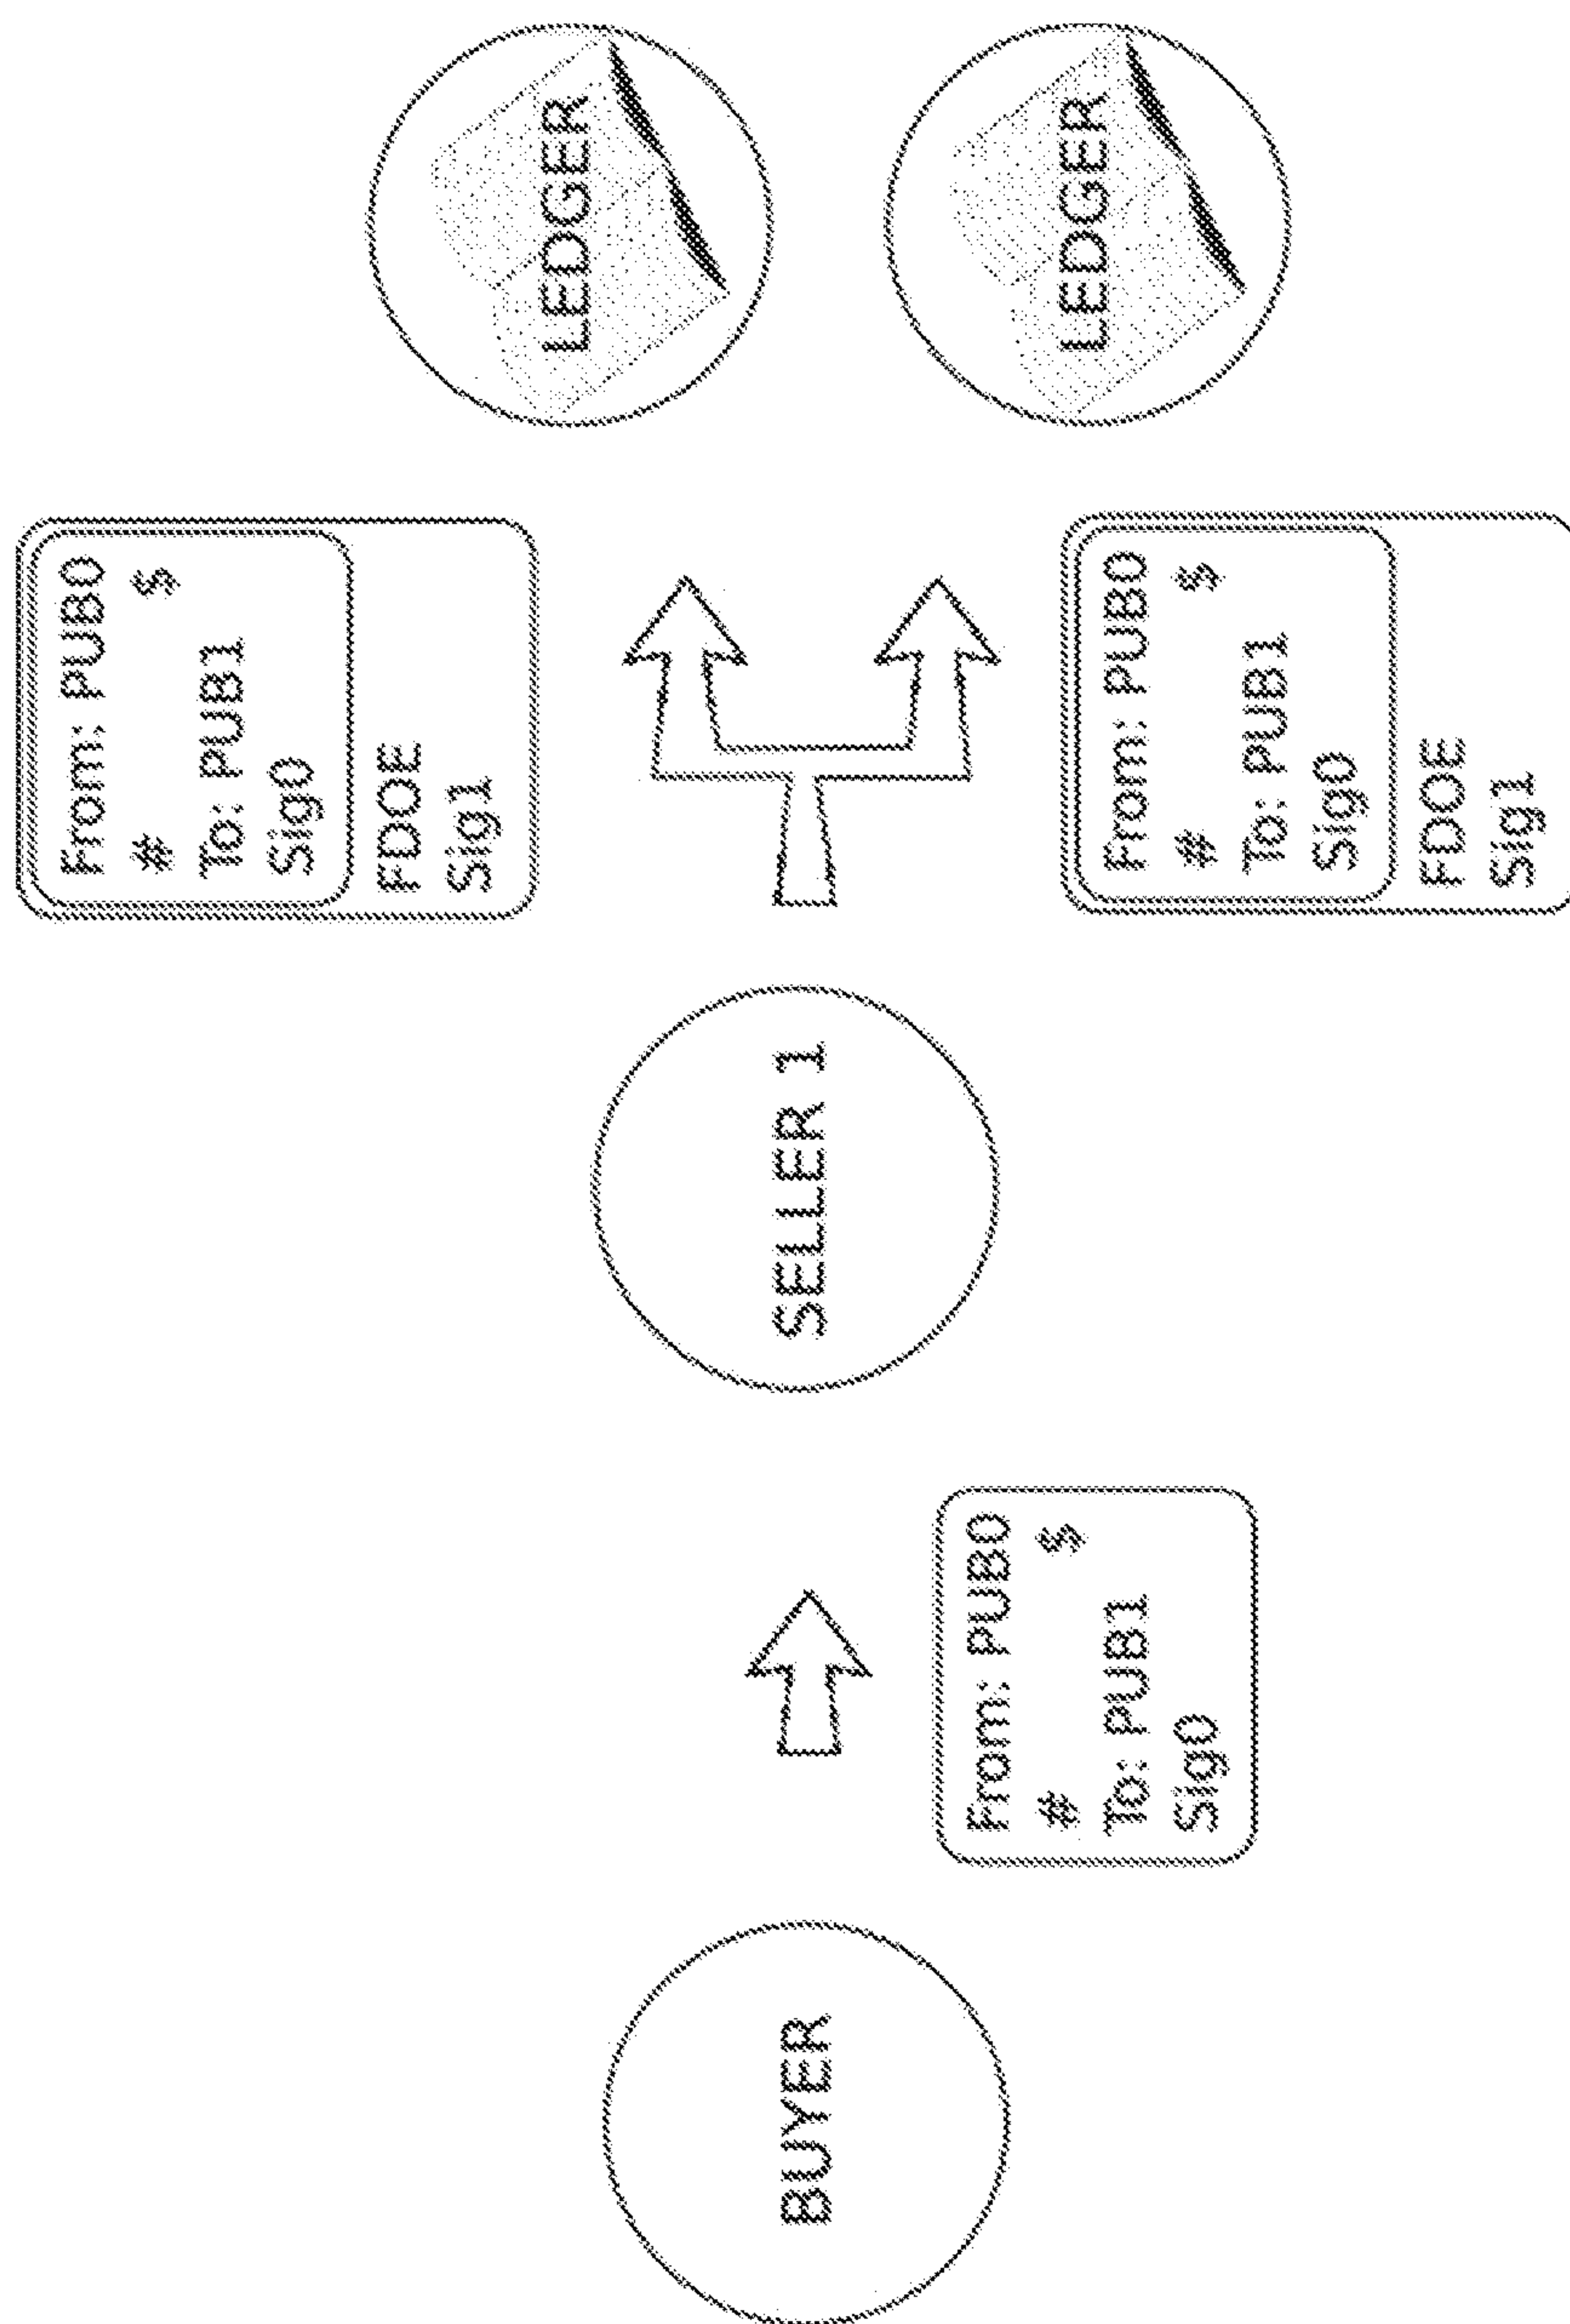 BUYER
From: PUB0
# $
To: PUB1
Sig0
SELLER 1
From: PUB0
# $
To: PUB1
Sig0
FDOE
Sig1
From: PUB0
# $
To: PUB1
Sig0
FDOE
Sig1
LEDGER
LEDGER